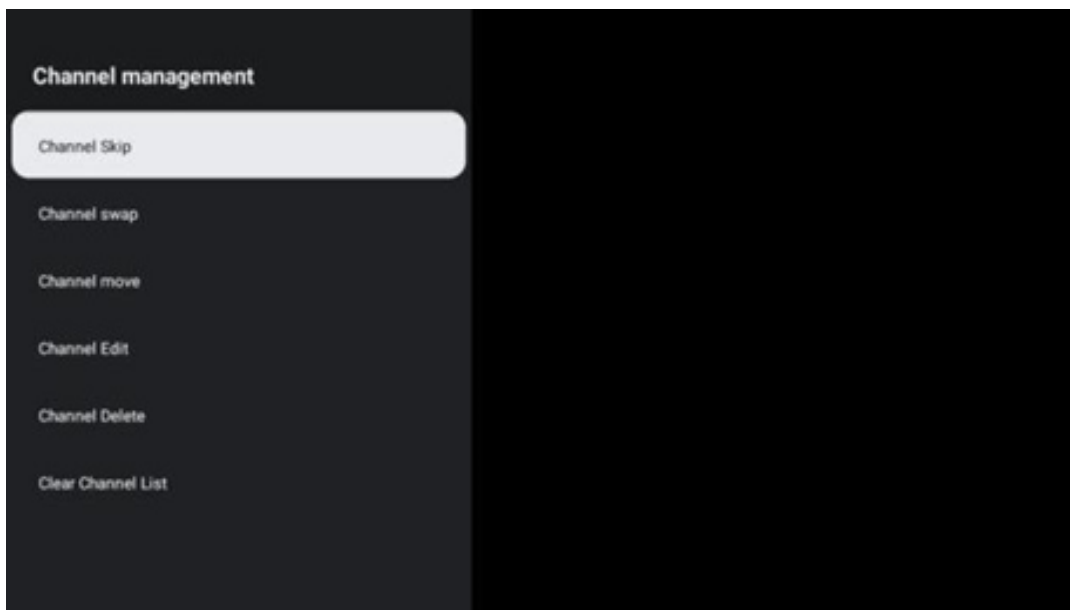 Channel management
Channel Skip
Channel swap
Channel move
Channel Edit
Channel Delete
Clear Channel List